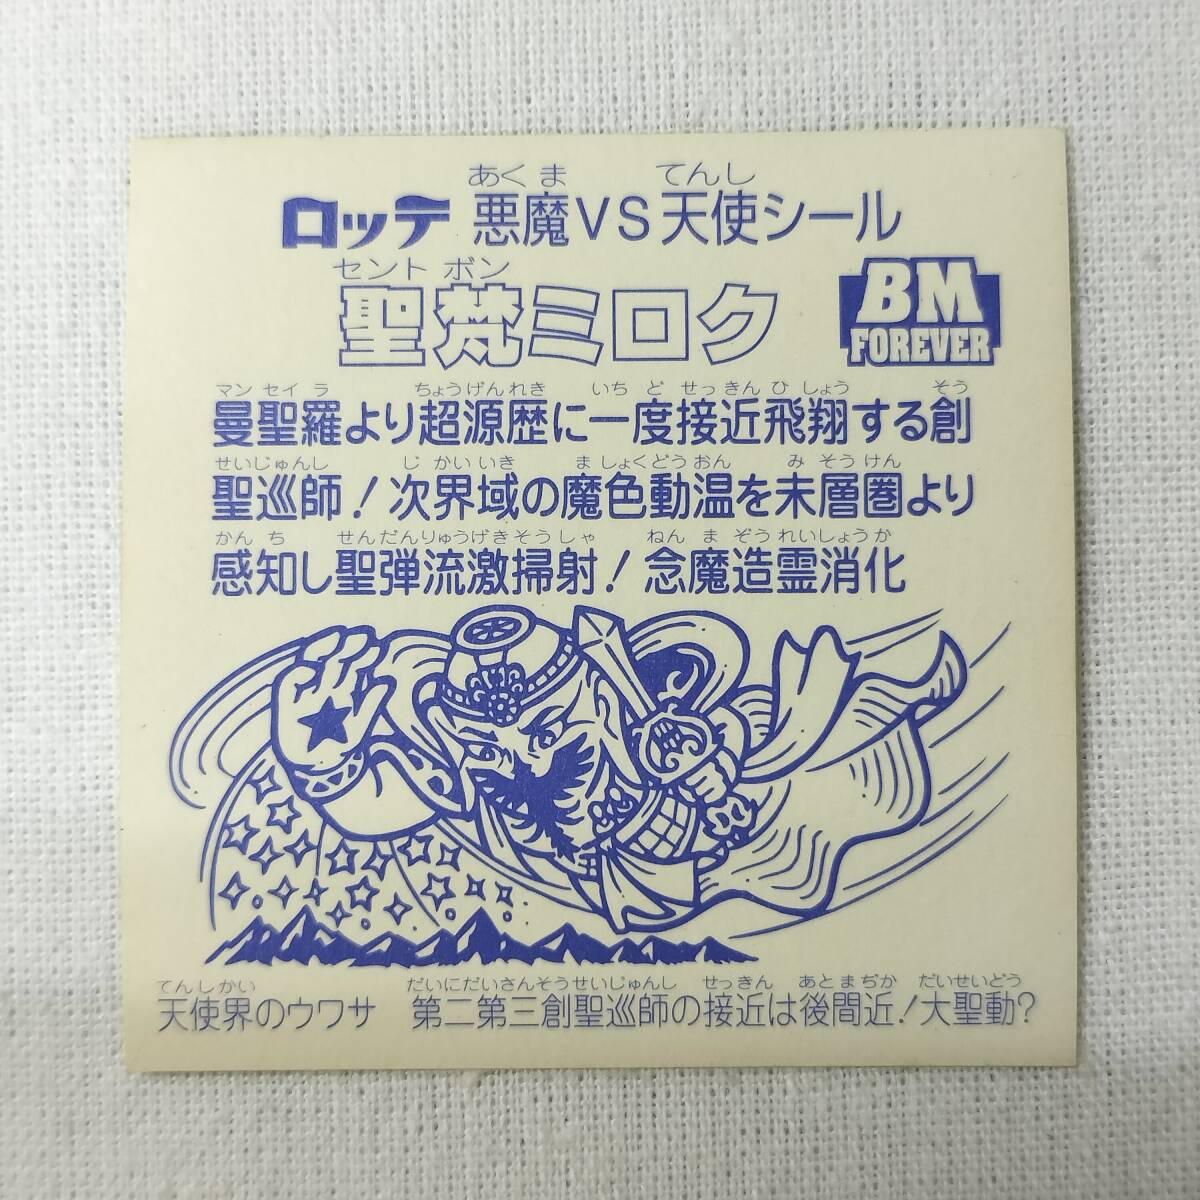 あくま てんし
ロッテ 悪魔VS天使シール
セント ボン
聖梵ミロク
BM
FOREVER
マン セイ ラ ちょうげんれき いち ど せっきん ひ しょう そう
曼聖羅より超源歴に一度接近飛翔する創
せいじゅんし じ かい いき ま しょくどうおん み そうけん
聖巡師!次界域の魔色動温を未層圏より
かん ち せんだんりゅうげきそうしゃ ねん ま ぞうれいしょうか
感知し聖弾流激掃射!念魔造霊消化
てんしかい だいにだいさんそうせいじゅんし せっきん あとまぢか だいせいどう
天使界のウワサ 第二第三創聖巡師の接近は後間近!大聖動?